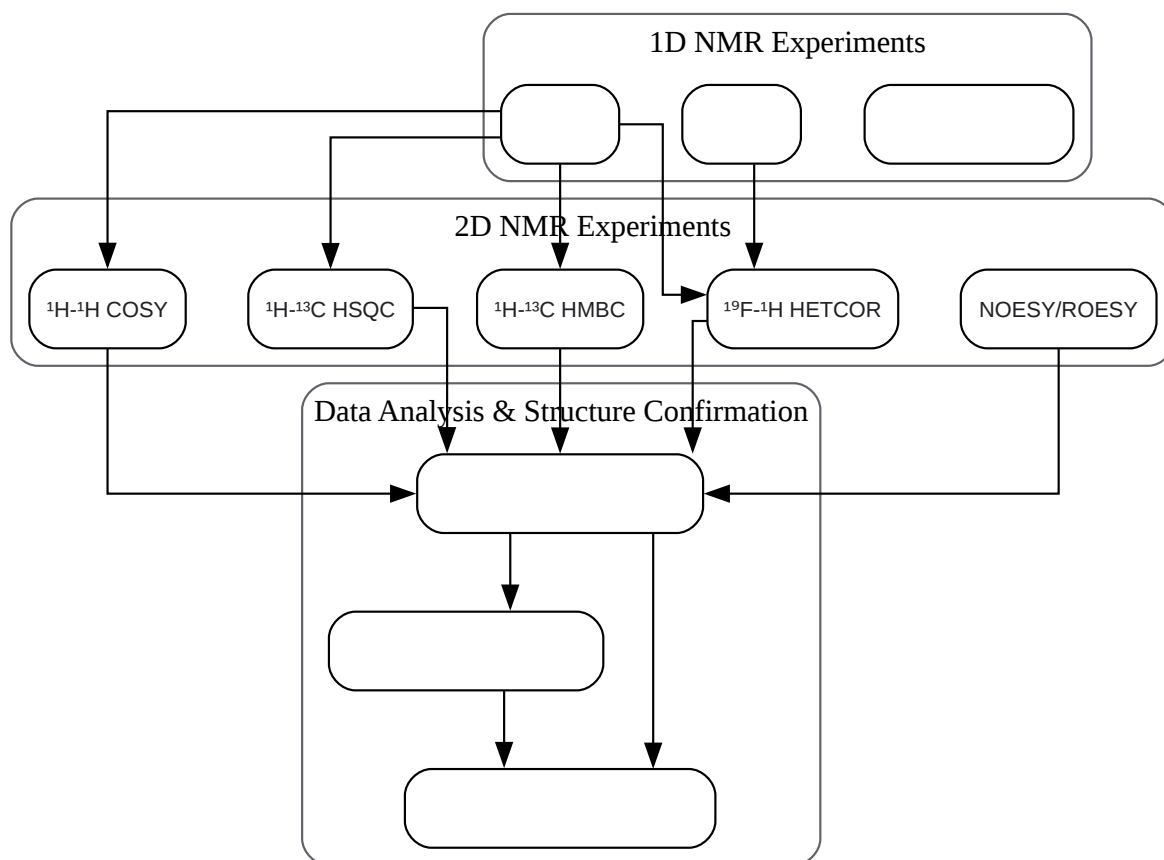 1D NMR Experiments
2D NMR Experiments
¹H-¹H COSY
¹H-¹³C HSQC
¹H-¹³C HMBC
¹⁹F-¹H HETCOR
NOESY/ROESY
Data Analysis & Structure Confirmation